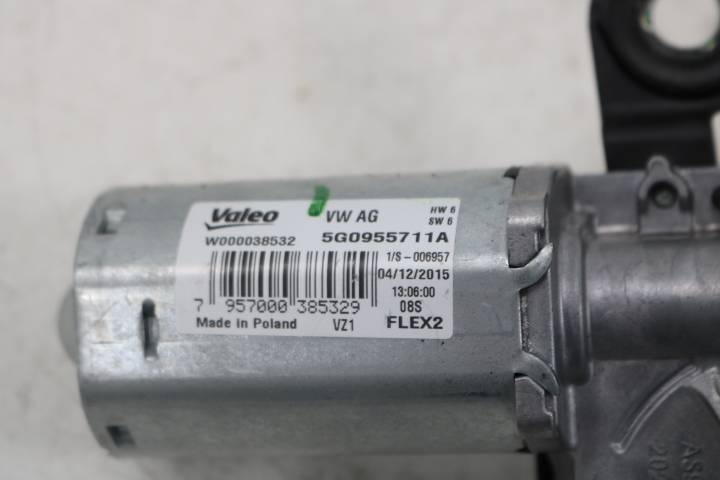 Valeo VW AG HW 6
SW 6
W000038532 5G0955711A
1/S - 006957
04/12/2015
13:06:00
7 957000 385329 08S
Made in Poland VZ1 FLEX2